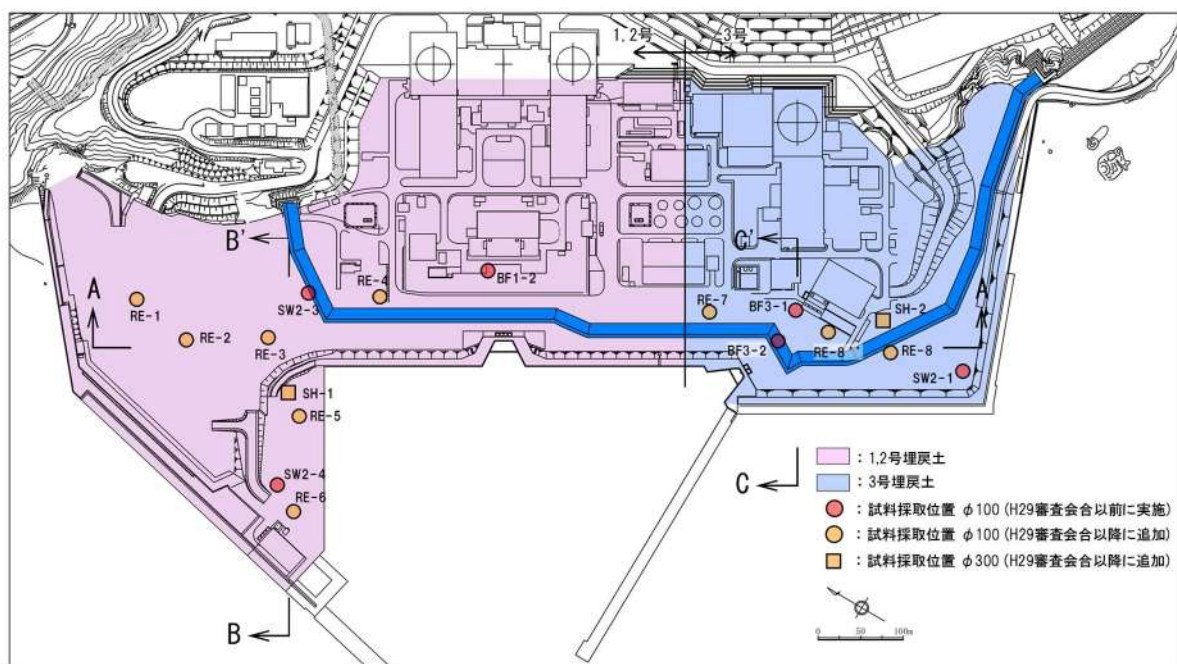 1,2号 3号
B' C'
A A'
RE-1
RE-2
RE-3
SW2-3
RE-4
BF1-2
RE-7
BF3-1
SH-2
BF3-2
RE-8
RE-8
SW2-1
SH-1
RE-5
SW2-4
RE-6
B
C
：1,2号埋戻土
：3号埋戻土
：試料採取位置 φ100（H29審査会合以前に実施）
：試料採取位置 φ100（H29審査会合以降に追加）
：試料採取位置 φ300（H29審査会合以降に追加）
0 50 100m